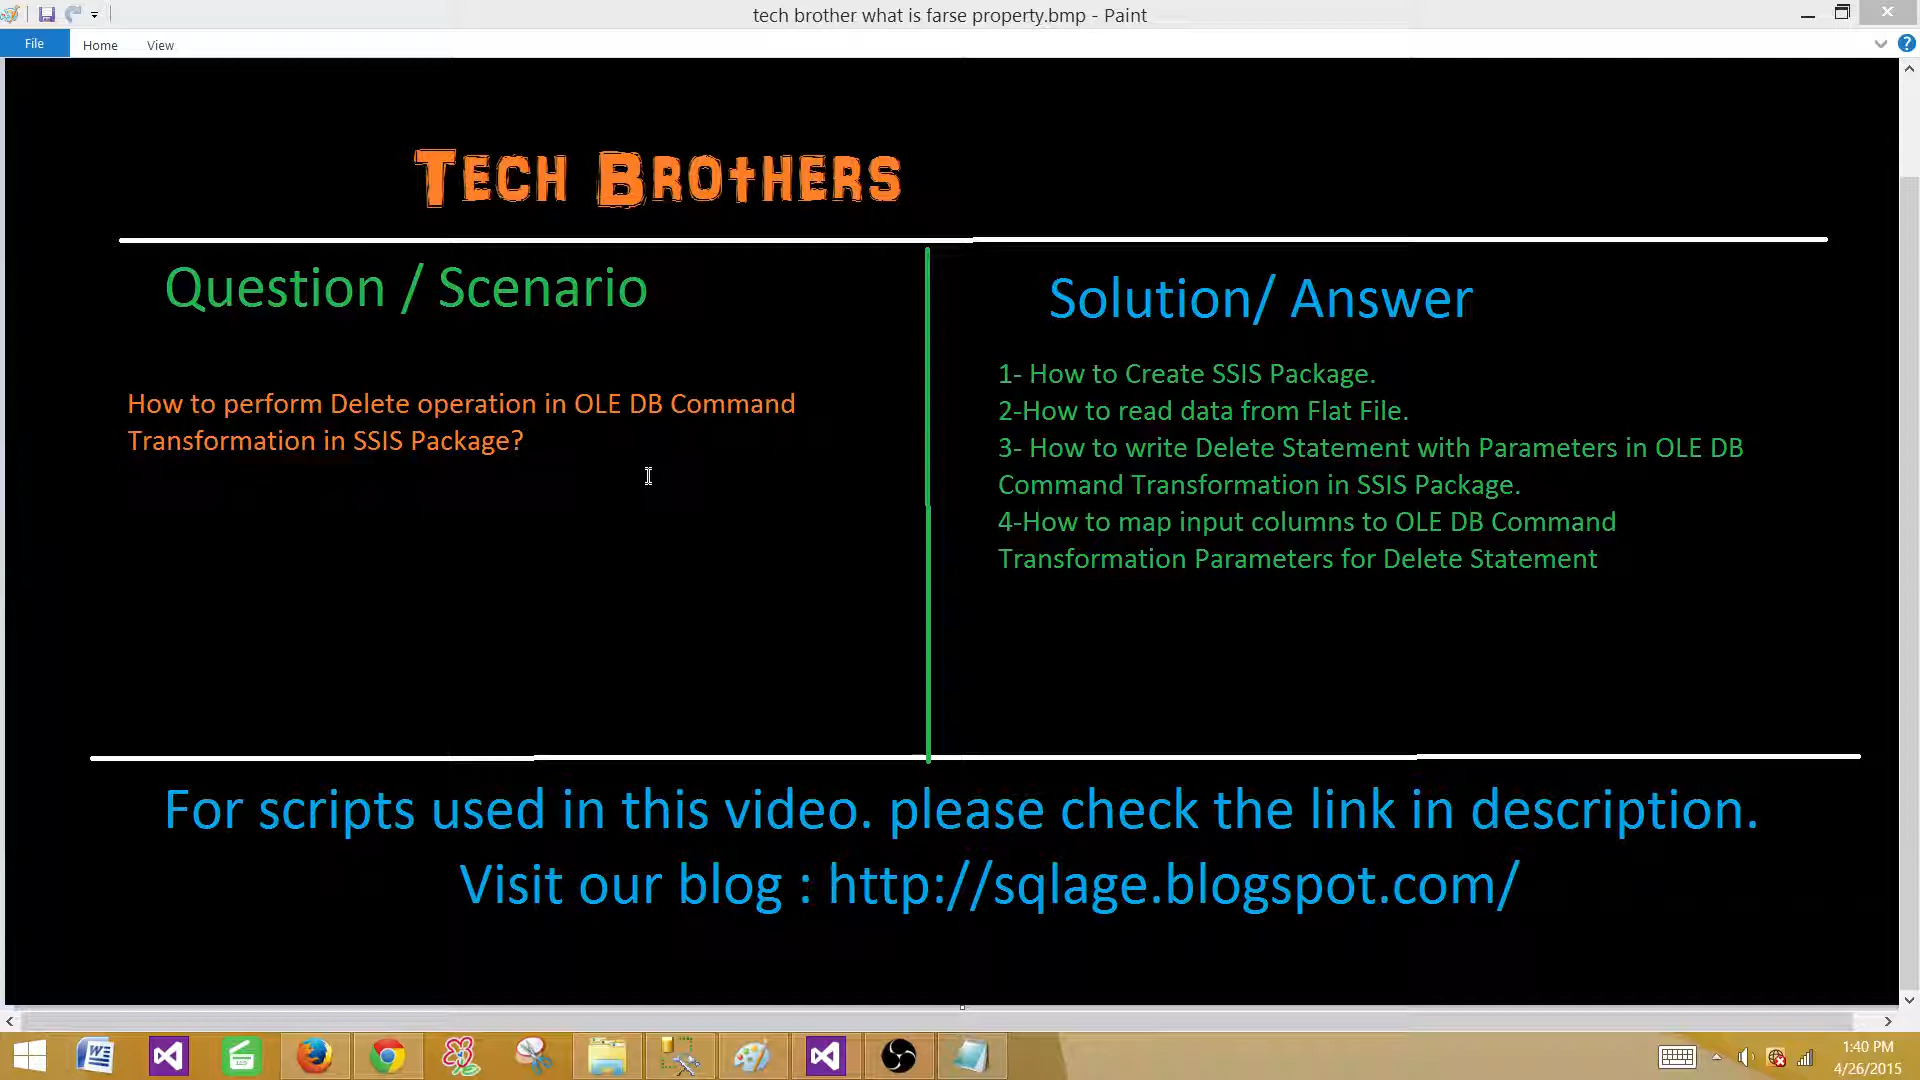 tech brother what is farse property.bmp - Paint
File Home View
Tech Brothers
Question / Scenario
How to perform Delete operation in OLE DB Command
Transformation in SSIS Package?
Solution/ Answer
1- How to Create SSIS Package.
2-How to read data from Flat File.
3- How to write Delete Statement with Parameters in OLE DB
Command Transformation in SSIS Package.
4-How to map input columns to OLE DB Command
Transformation Parameters for Delete Statement
For scripts used in this video. please check the link in description.
Visit our blog : http://sqlage.blogspot.com/
1:40 PM
4/26/2015